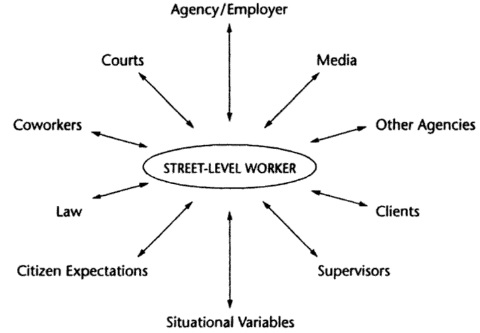 Agency/Employer
Courts
Media
Coworkers
Other Agencies
STREET-LEVEL WORKER
Law
Clients
Citizen Expectations
Supervisors
Situational Variables